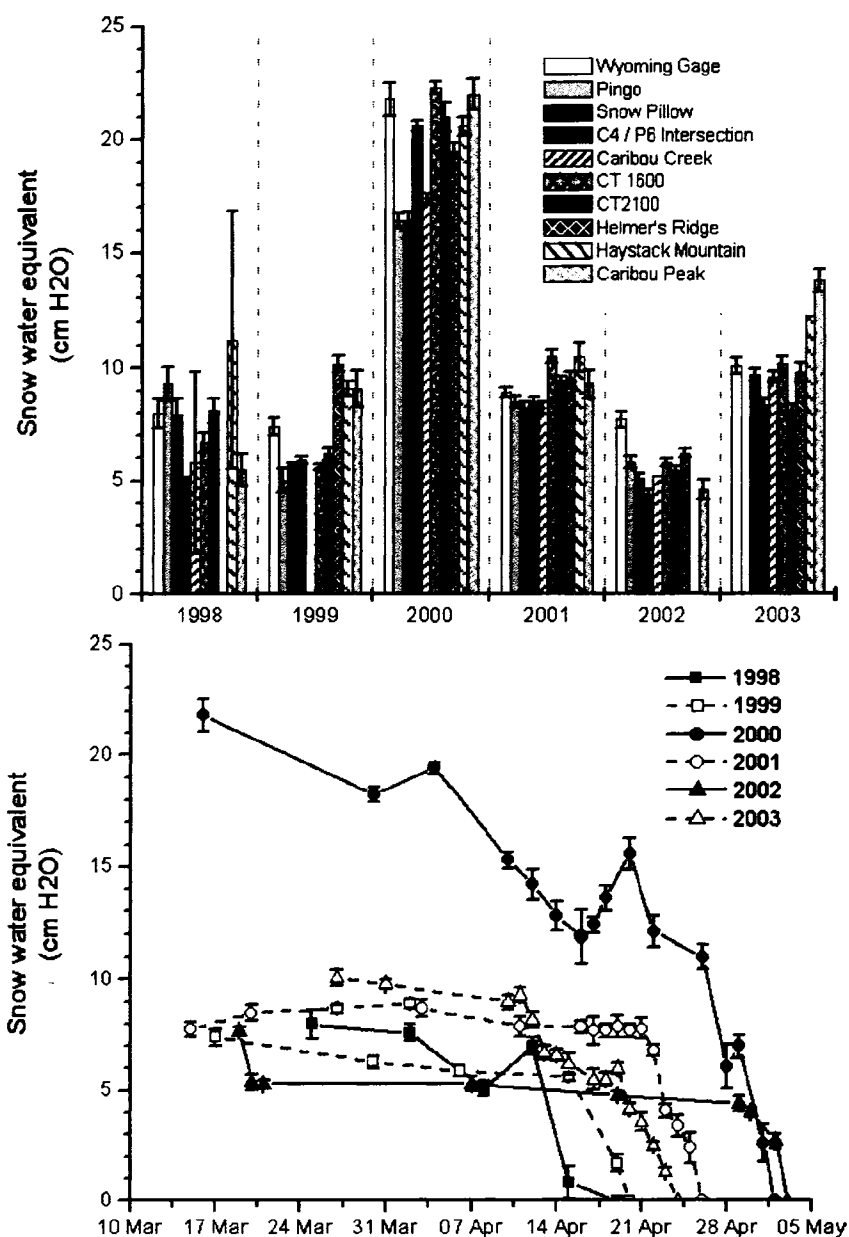 25
20
15
10
5
0
Snow water equivalent
(cm H2O)
Wyoming Gage
Pingo
Snow Pillow
C4 / P6 Intersection
Caribou Creek
CT 1600
CT2100
Helmer's Ridge
Haystack Mountain
Caribou Peak
1998 1999 2000 2001 2002 2003
25
20
15
10
5
0
Snow water equivalent
(cm H2O)
1998
1999
2000
2001
2002
2003
10 Mar 17 Mar 24 Mar 31 Mar 07 Apr 14 Apr 21 Apr 28 Apr 05 May